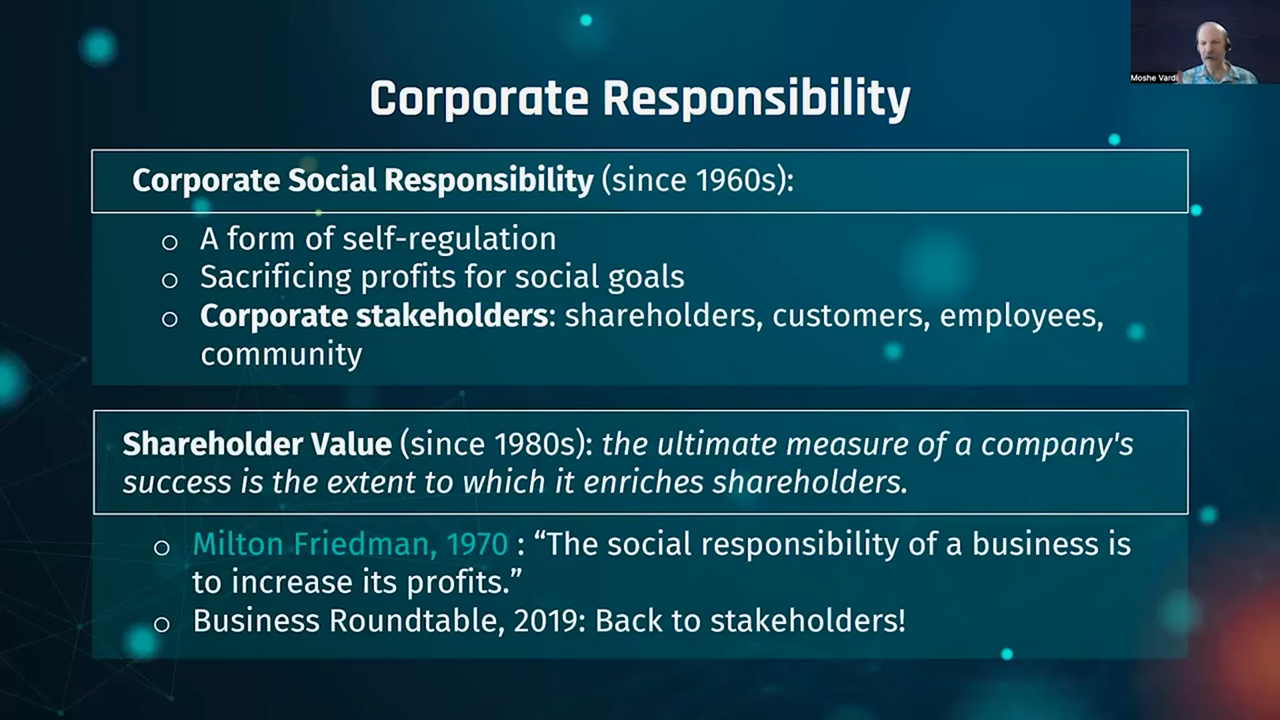 Moshe Vardi
Corporate Responsibility
Corporate Social Responsibility (since 1960s):
○ A form of self-regulation
○ Sacrificing profits for social goals
○ Corporate stakeholders: shareholders, customers, employees,
community
Shareholder Value (since 1980s): the ultimate measure of a company's
success is the extent to which it enriches shareholders.
○ Milton Friedman, 1970 : “The social responsibility of a business is
to increase its profits.”
○ Business Roundtable, 2019: Back to stakeholders!